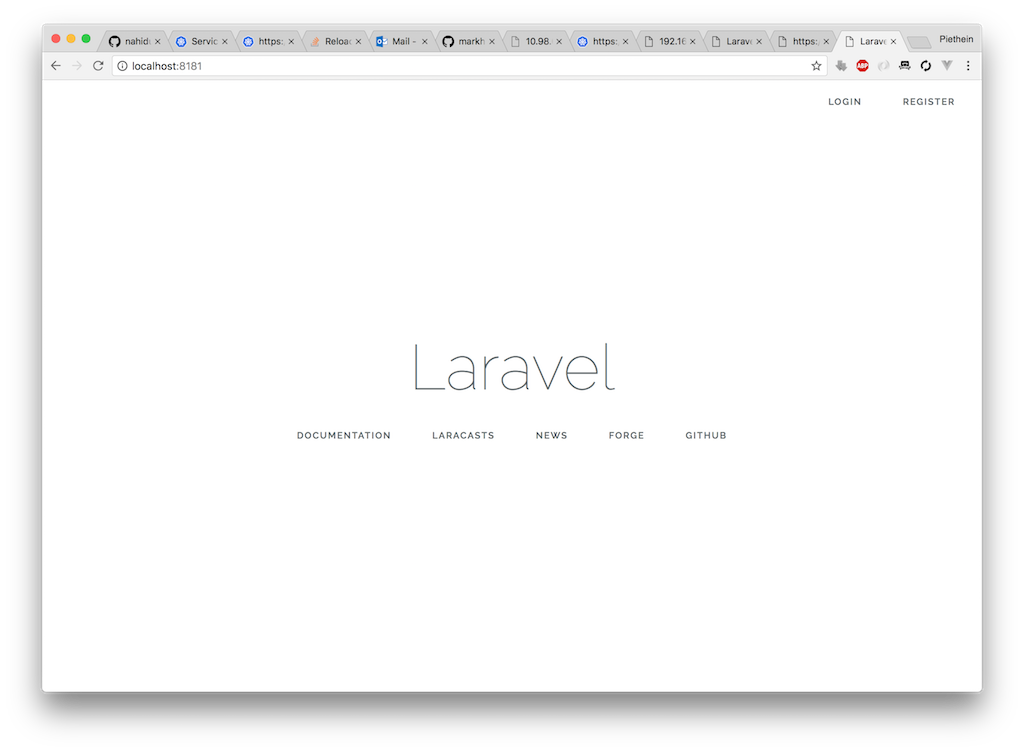 nahid Servic https: Reload Mail - markh 10.98. https: 192.16 Larave https: Larave Piethein
localhost:8181
LOGIN REGISTER
Laravel
DOCUMENTATION LARACASTS NEWS FORGE GITHUB